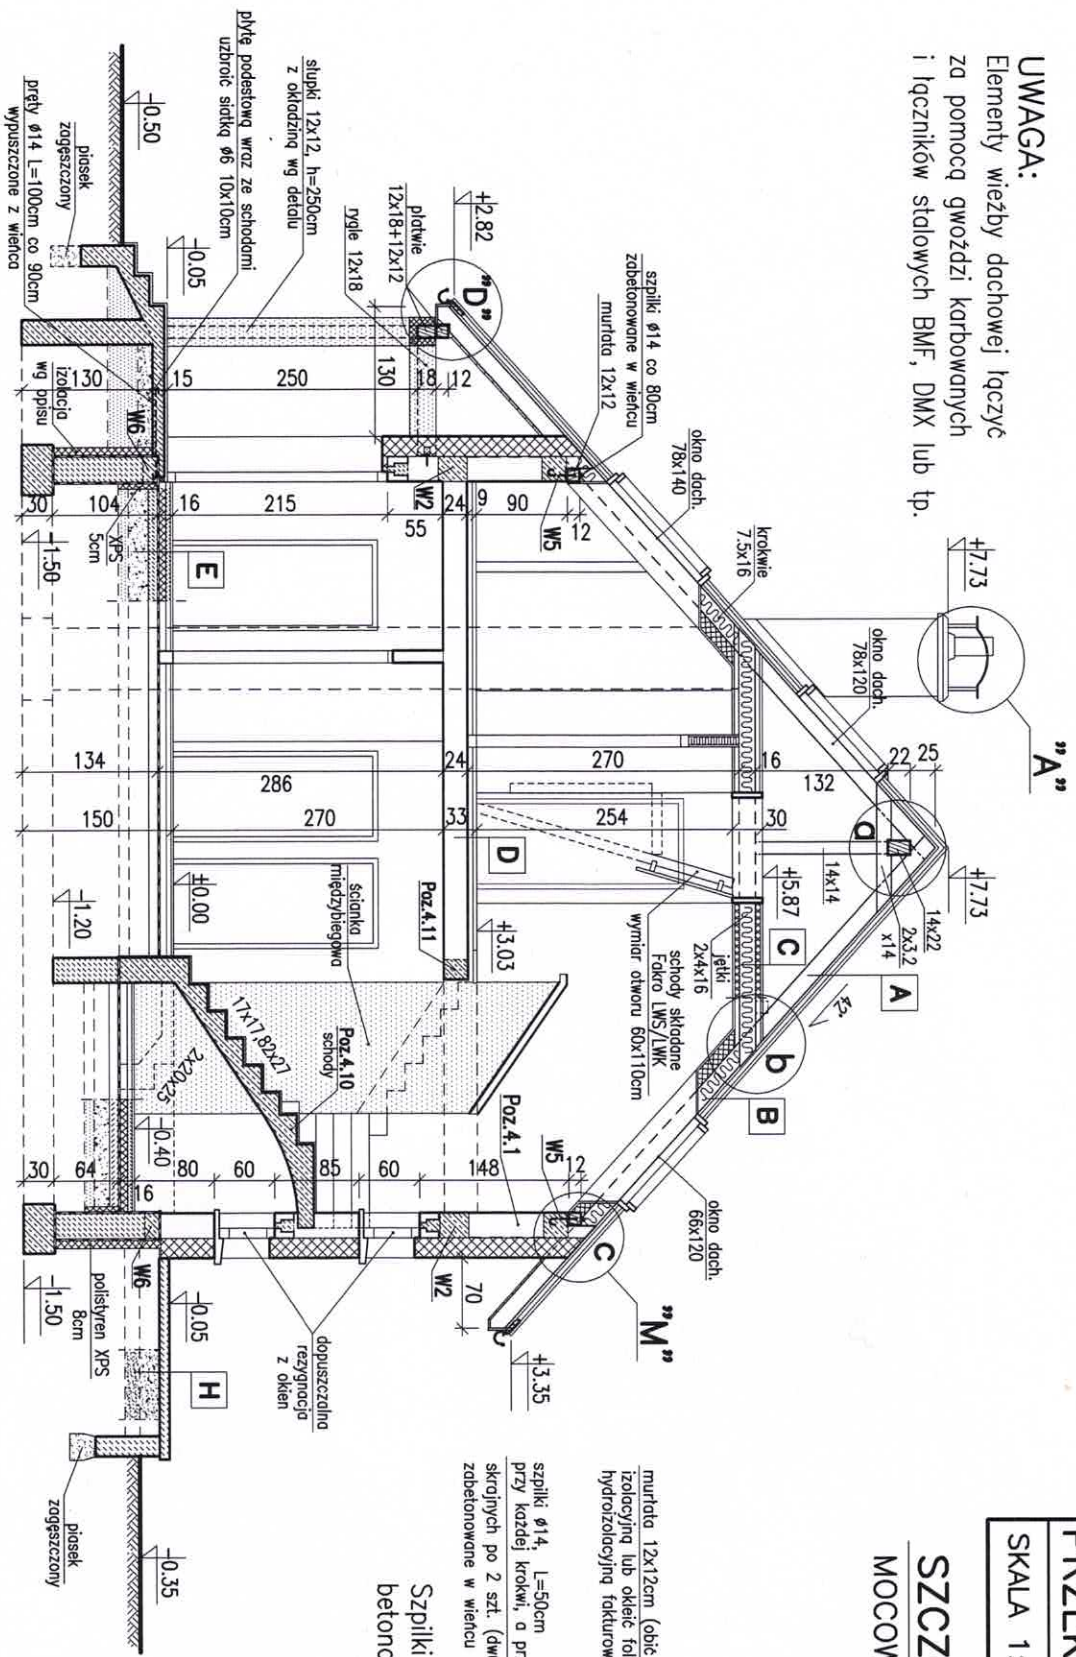 UWAGA:
Elementy więźby dachowej łączyć
za pomocą gwoździ karbowanych
i łączników stalowych BMF, DMX lub tp.
SKALA
SZCZ
MOCOW
+7.73
"A"
okno dach.
78x120
krokwie
7.5x16
okno dach.
78x140
szpilki ø14 co 80cm
zabetonowane w wieńcu
murłata 12x12
+2.82
"D"
płatwie
12x18+12x12
rygle 12x18
słupki 12x12, h=250cm
z okładziną wg detalu
płytę podestową wraz ze schodami
uzbroić siatką ø6 10x10cm
-0.05
-0.50
piasek
zagęszczony
pręty ø14 L=100cm co 90cm
wypuszczone z wieńca
130
15
250
130
18
12
izolacja
wg opisu
W6
W2
W5
30
104
16
215
55
24
9
90
12
-1.50
XPS
5cm
E
134
286
24
270
16
132
22
25
150
270
33
254
30
a
14x14
+7.73
14x22
2x3,2
x14
+5.87
C
A
D
jętki
2x4x16
schody składane
Fakro LWS/LWK
wymiar otworu 60x110cm
+3.03
Poz.4.11
±0.00
ścianka
międzybiegowa
-1.20
b
B
17x17,82x27
Poz.4.10
schody
2x20x25
-0.40
Poz.4.1
W5
30
64
16
80
60
85
60
148
12
okno dach.
66x120
c
"M"
W6
W2
70
+3.35
polistyren XPS
8cm
-1.50
-0.05
H
dopuszczalna
rezygnacja
z okien
piasek
zagęszczony
-0.35
murłata 12x12cm (obić
izolacyjną lub okleić fol
hydroizolacyjną fakturow
szpilki ø14, L=50cm
przy każdej krokwi, a pr
skrajnych po 2 szt. (dw
zabetonowane w wieńcu
Szpilki
betono